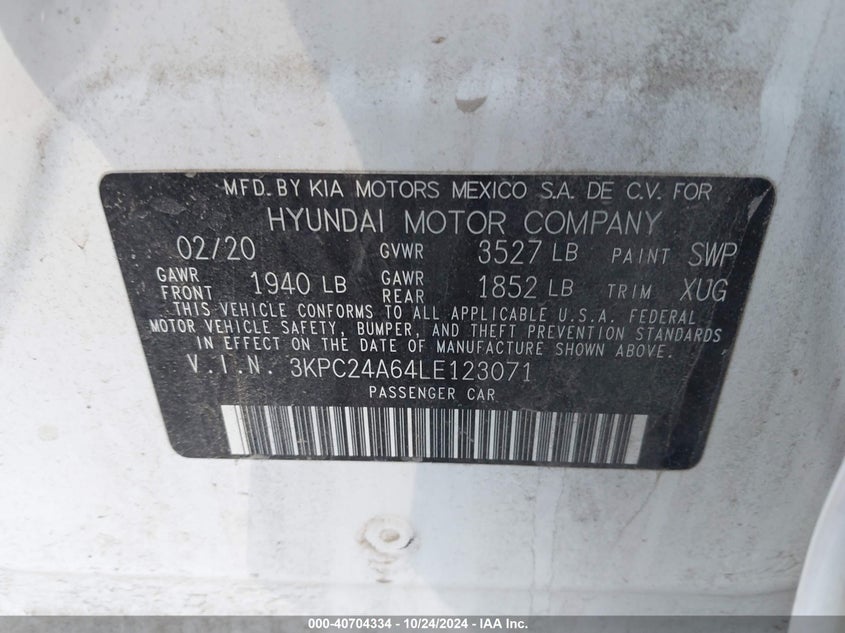 MFD. BY KIA MOTORS MEXICO S.A. DE C.V. FOR
HYUNDAI MOTOR COMPANY
02/20 GVWR 3527 LB PAINT SWP
GAWR FRONT 1940 LB GAWR REAR 1852 LB TRIM XUG
THIS VEHICLE CONFORMS TO ALL APPLICABLE U.S.A. FEDERAL
MOTOR VEHICLE SAFETY, BUMPER, AND THEFT PREVENTION STANDARDS
IN EFFECT ON THE DATE OF MANUFACTURE SHOWN ABOVE.
V.I.N. 3KPC24A64LE123071
PASSENGER CAR
000-40704334 - 10/24/2024 - IAA Inc.